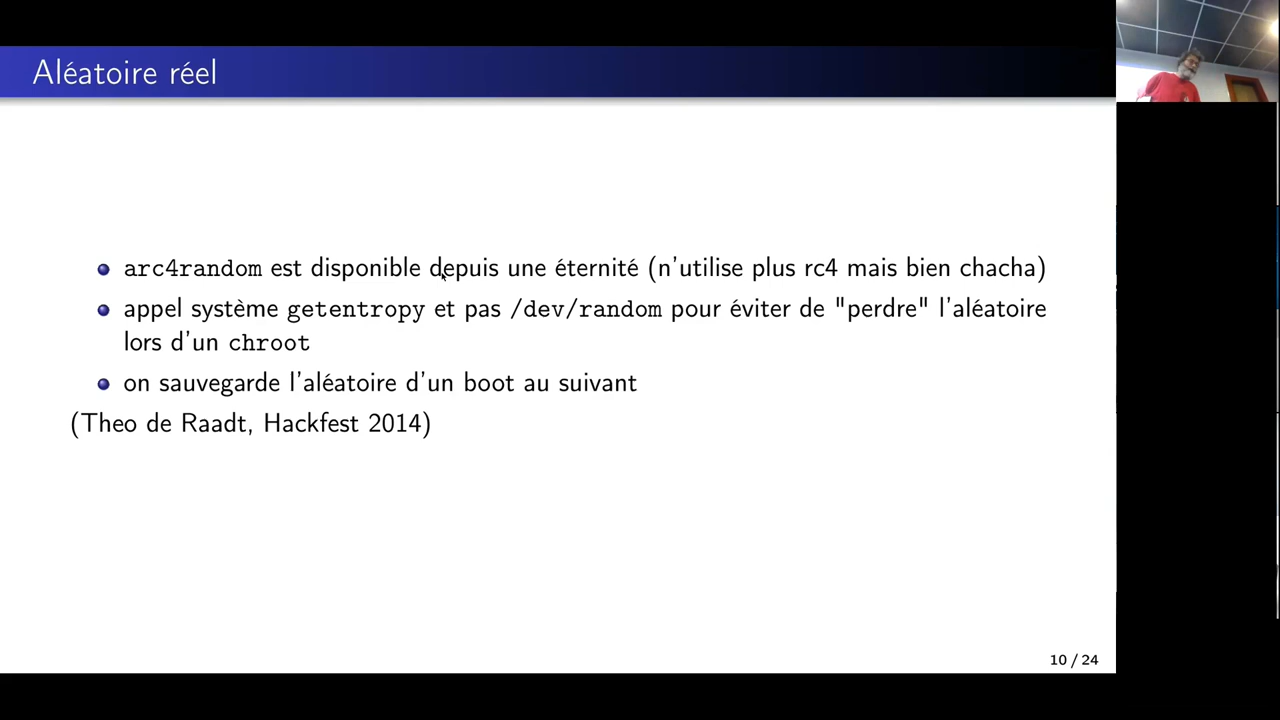 Aléatoire réel
arc4random est disponible depuis une éternité (n'utilise plus rc4 mais bien chacha)
appel système getentropy et pas /dev/random pour éviter de "perdre" l'aléatoire
lors d'un chroot
on sauvegarde l'aléatoire d'un boot au suivant
(Theo de Raadt, Hackfest 2014)
10 / 24